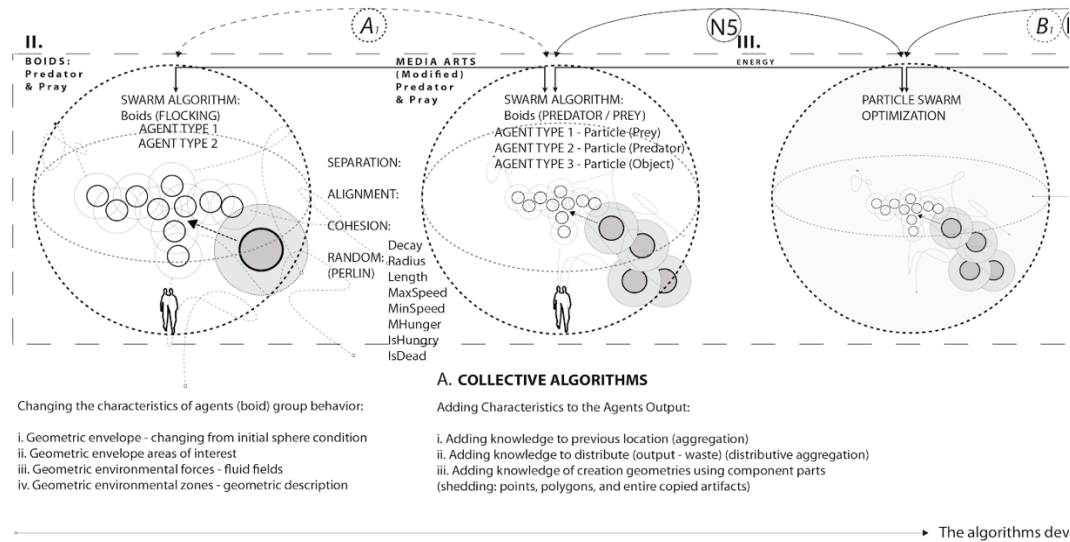 II.
BOIDS:
Predator
& Pray
A1
SWARM ALGORITHM:
Boids (FLOCKING)
AGENT TYPE 1
AGENT TYPE 2
MEDIA ARTS
(Modified)
Predator
& Pray
SEPARATION:
ALIGNMENT:
COHESION:
RANDOM:
(PERLIN)
Decay
Radius
Length
MaxSpeed
MinSpeed
MHunger
IsHungry
IsDead
SWARM ALGORITHM:
Boids (PREDATOR / PREY)
AGENT TYPE 1 - Particle (Prey)
AGENT TYPE 2 - Particle (Predator)
AGENT TYPE 3 - Particle (Object)
N5
III.
ENERGY
PARTICLE SWARM
OPTIMIZATION
B1
Changing the characteristics of agents (boid) group behavior:
i. Geometric envelope - changing from initial sphere condition
ii. Geometric envelope areas of interest
iii. Geometric environmental forces - fluid fields
iv. Geometric environmental zones - geometric description
A. COLLECTIVE ALGORITHMS
Adding Characteristics to the Agents Output:
i. Adding knowledge to previous location (aggregation)
ii. Adding knowledge to distribute (output - waste) (distributive aggregation)
iii. Adding knowledge of creation geometries using component parts
(shedding: points, polygons, and entire copied artifacts)
The algorithms dev